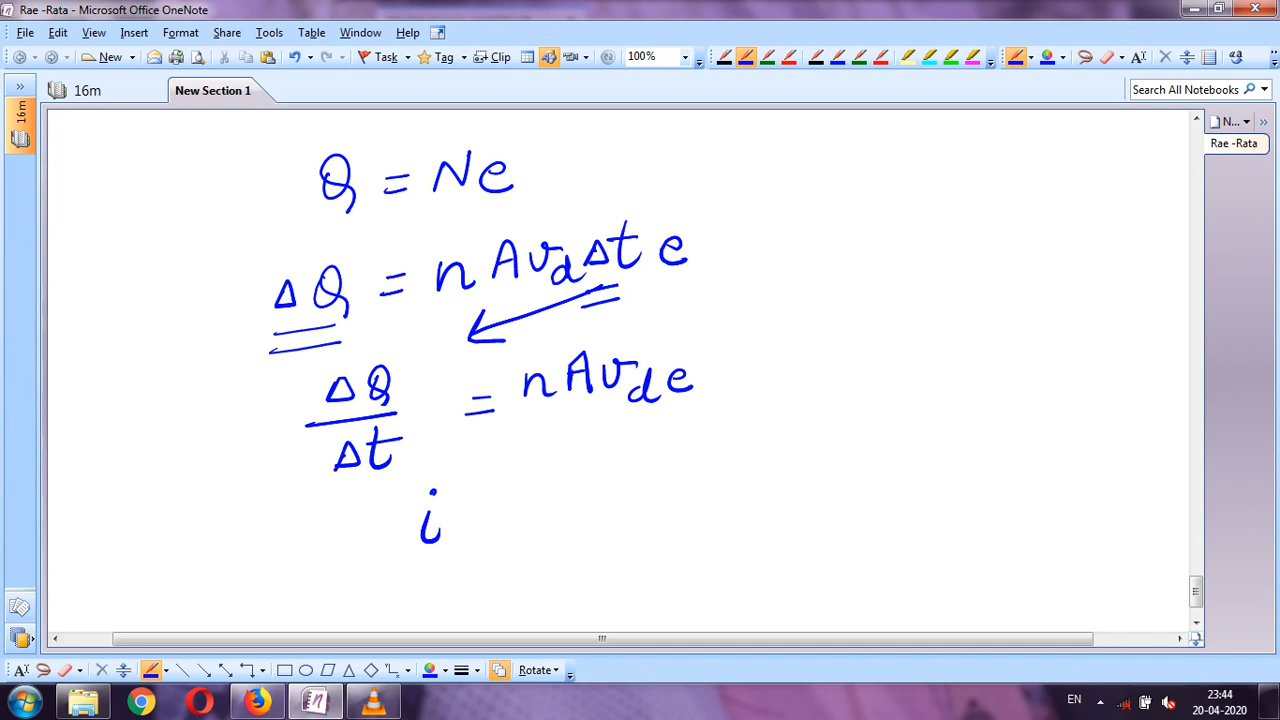 Rae -Rata - Microsoft Office OneNote
File Edit View Insert Format Share Tools Table Window Help
New Task Tag Clip 100%
16m New Section 1 Search All Notebooks
16m
N...
Rae -Rata
Q = Ne
ΔQ = nAv_dΔt e
ΔQ/Δt = nAv_d e
i
Rotate
EN
23:44
20-04-2020